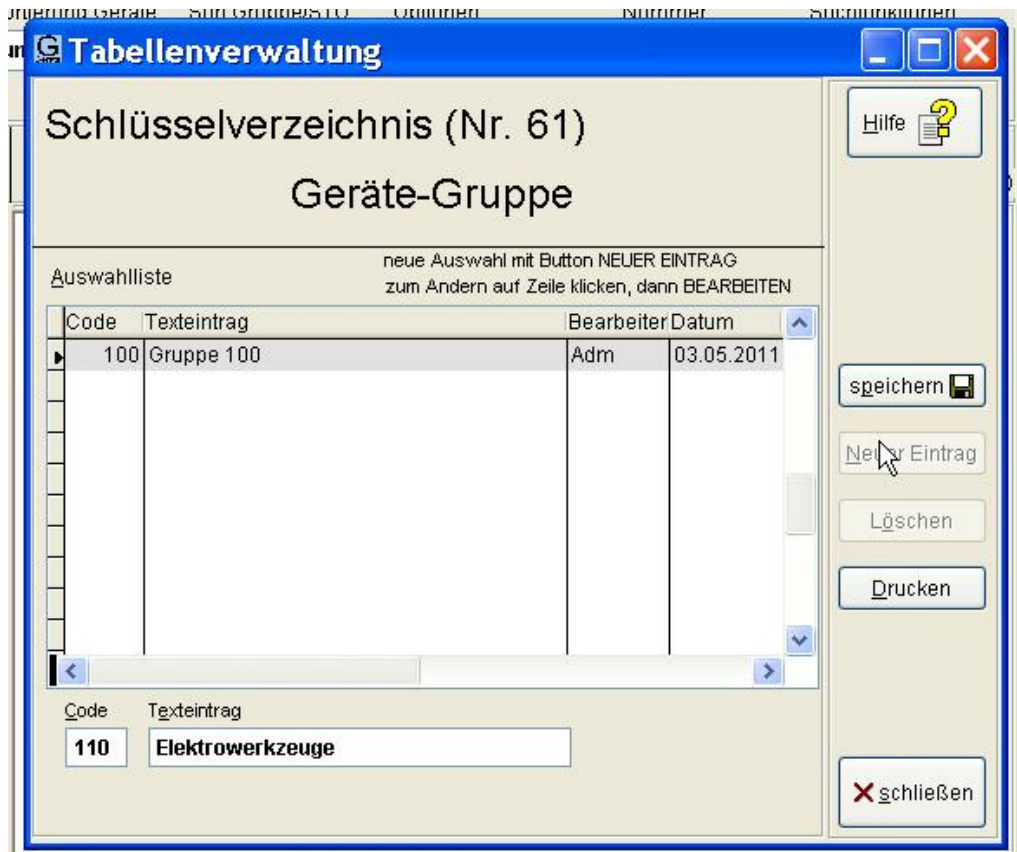 Tabellenverwaltung
Schlüsselverzeichnis (Nr. 61)
Geräte-Gruppe
Hilfe
Auswahlliste
neue Auswahl mit Button NEUER EINTRAG
zum Ändern auf Zeile klicken, dann BEARBEITEN
Code Texteintrag Bearbeiter Datum
100 Gruppe 100 Adm 03.05.2011
speichern
Neuer Eintrag
Löschen
Drucken
Code Texteintrag
110 Elektrowerkzeuge
schließen